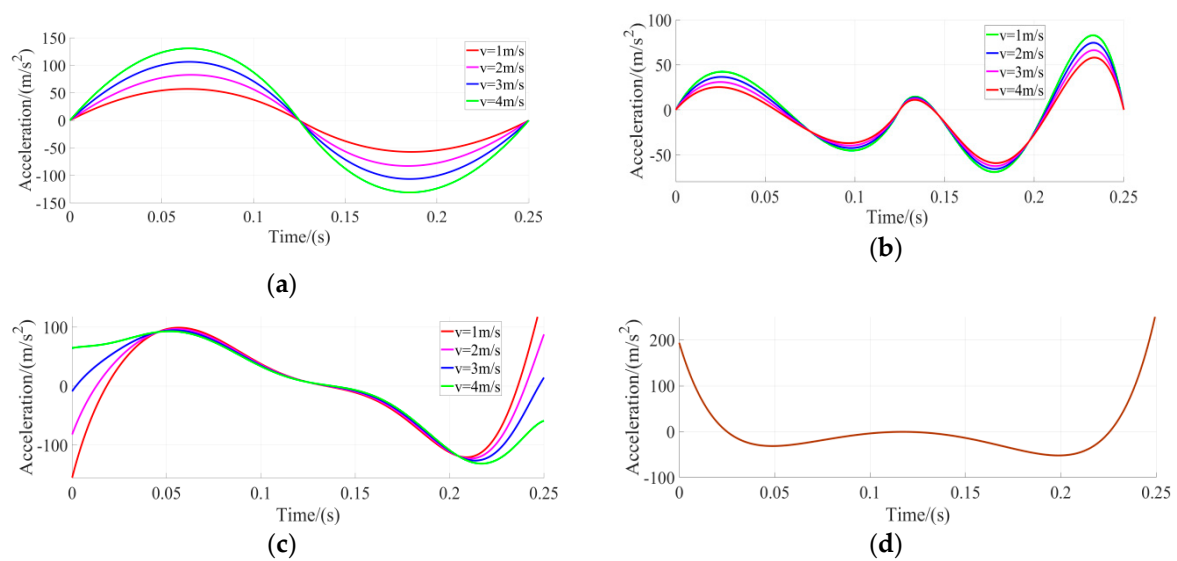 150
100
50
0
-50
-100
-150
Acceleration/(m/s²)
v=1m/s
v=2m/s
v=3m/s
v=4m/s
0 0.05 0.1 0.15 0.2 0.25
Time/(s)
(a)
100
50
0
-50
Acceleration/(m/s²)
v=1m/s
v=2m/s
v=3m/s
v=4m/s
0 0.05 0.1 0.15 0.2 0.25
Time/(s)
(b)
100
0
-100
Acceleration/(m/s²)
v=1m/s
v=2m/s
v=3m/s
v=4m/s
0 0.05 0.1 0.15 0.2 0.25
Time/(s)
(c)
200
100
0
-100
Acceleration/(m/s²)
0 0.05 0.1 0.15 0.2 0.25
Time/(s)
(d)